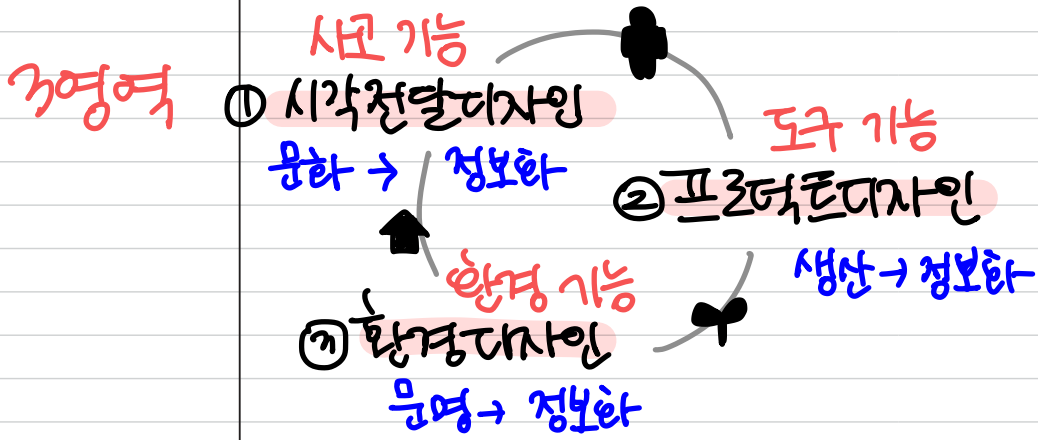 3영역
사고 기능
① 시각전달디자인
문화 → 정보화
도구 기능
② 프로덕트디자인
생산 → 정보화
환경 기능
③ 환경디자인
문명 → 정보화